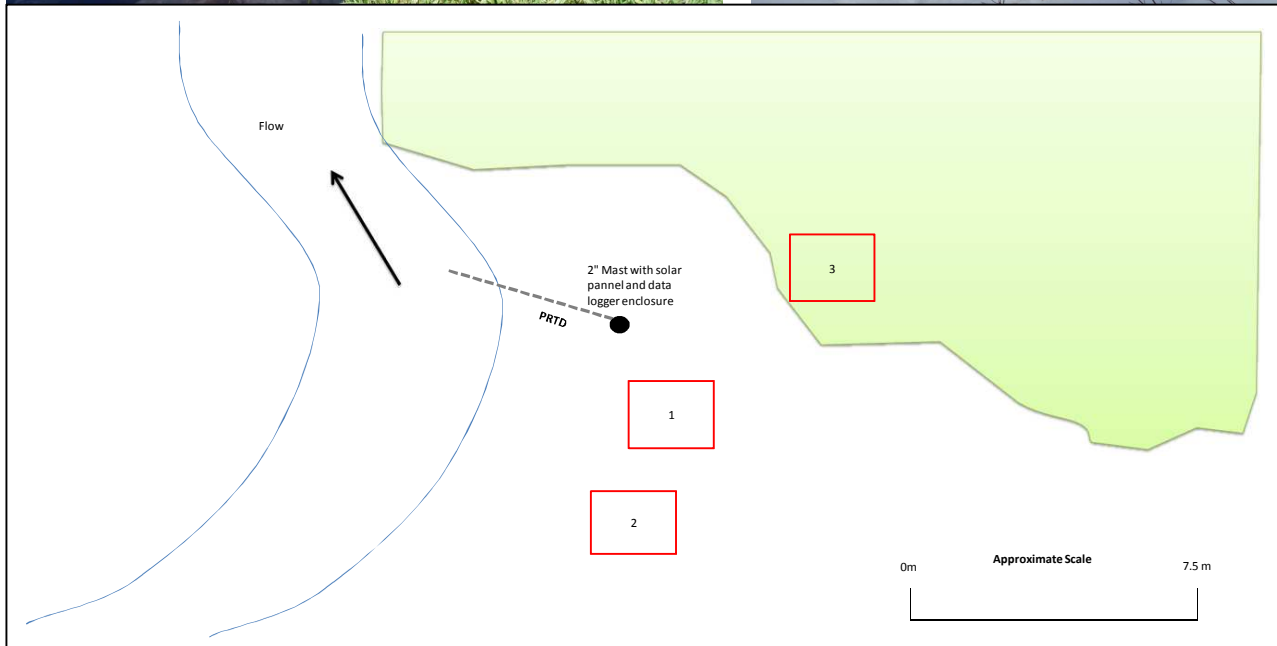 Flow
2" Mast with solar
pannel and data
logger enclosure
3
PRTD
1
2
Approximate Scale
0m
7.5 m